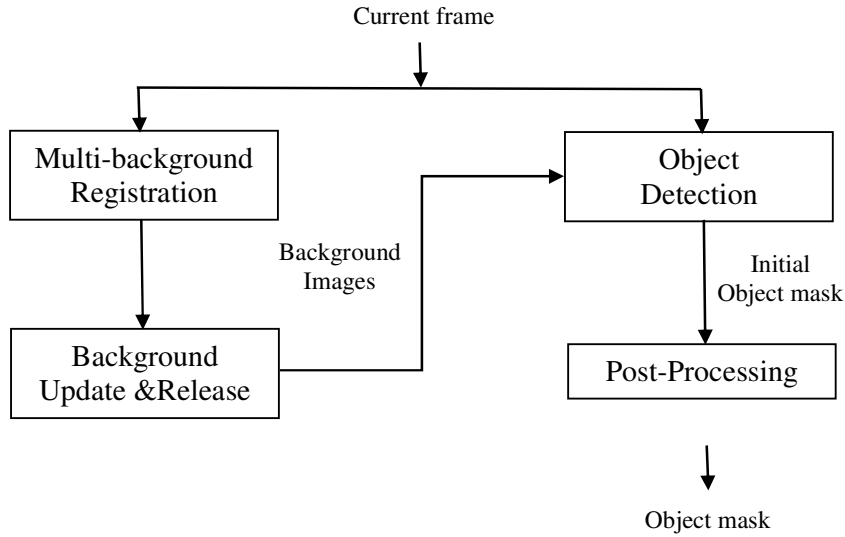 Current frame
Multi-background
Registration
Object
Detection
Background
Images
Initial
Object mask
Background
Update &Release
Post-Processing
Object mask